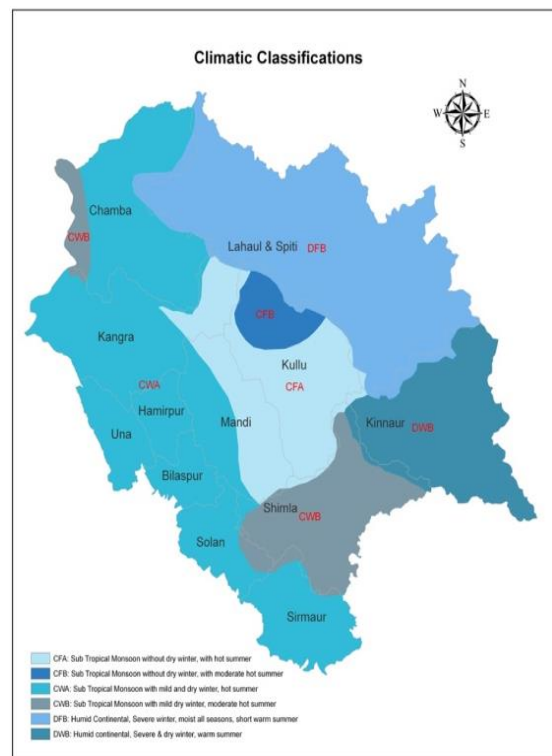 Climatic Classifications
N
W
E
S
Chamba
CWB
Lahaul & Spiti
DFB
CFB
Kangra
Kullu
CWA
CFA
Hamirpur
Mandi
Kinnaur
DWB
Una
Bilaspur
Shimla
CWB
Solan
Sirmaur
CFA: Sub Tropical Monsoon without dry winter, with hot summer
CFB: Sub Tropical Monsoon without dry winter, with moderate hot summer
CWA: Sub Tropical Monsoon with mild and dry winter, hot summer
CWB: Sub Tropical Monsoon with mild dry winter, moderate hot summer
DFB: Humid Continental, Severe winter, moist all seasons, short warm summer
DWB: Humid continental, Severe & dry winter, warm summer